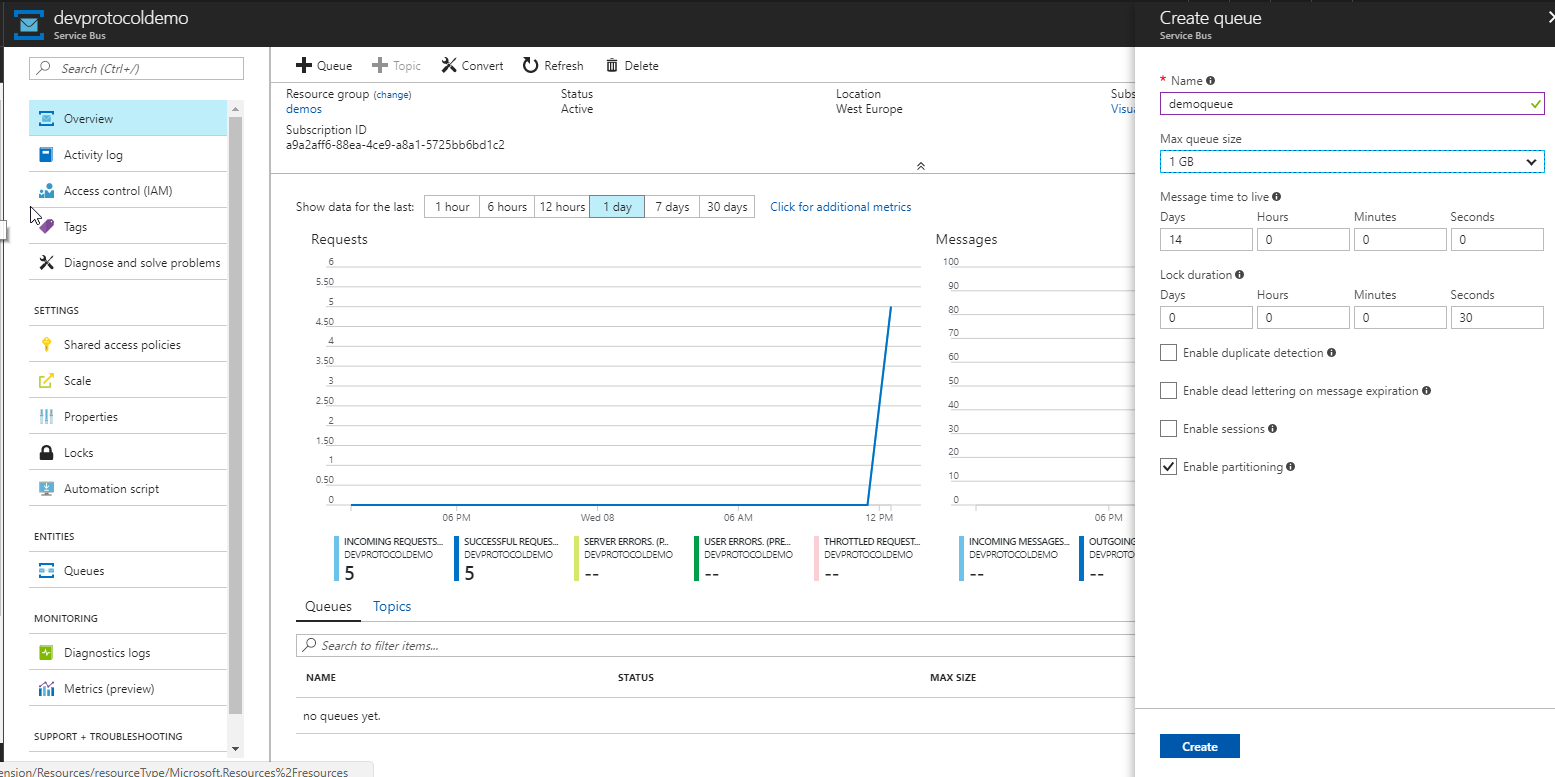 devprotocoldemo
Service Bus
Search (Ctrl+/)
Overview
Activity log
Access control (IAM)
Tags
Diagnose and solve problems
SETTINGS
Shared access policies
Scale
Properties
Locks
Automation script
ENTITIES
Queues
MONITORING
Diagnostics logs
Metrics (preview)
SUPPORT + TROUBLESHOOTING
ension/Resources/resourceType/Microsoft.Resources%2Fresources
Queue Topic Convert Refresh Delete
Resource group (change) Status Location Subs
demos Active West Europe Visua
Subscription ID
a9a2aff6-88ea-4ce9-a8a1-5725bb6bd1c2
Show data for the last: 1 hour 6 hours 12 hours 1 day 7 days 30 days Click for additional metrics
Requests
6
5.50
5
4.50
4
3.50
3
2.50
2
1.50
1
0.50
0
06 PM Wed 08 06 AM 12 PM
INCOMING REQUESTS... SUCCESSFUL REQUES... SERVER ERRORS. (P... USER ERRORS. (PRE... THROTTLED REQUEST...
DEVPROTOCOLDEMO DEVPROTOCOLDEMO DEVPROTOCOLDEMO DEVPROTOCOLDEMO DEVPROTOCOLDEMO
5 5 -- -- --
Messages
100
90
80
70
60
50
40
30
20
10
0
06 PM
INCOMING MESSAGES... OUTGOING
DEVPROTOCOLDEMO DEVPROTO
-- --
Queues Topics
Search to filter items...
NAME STATUS MAX SIZE
no queues yet.
Create queue
Service Bus
* Name
demoqueue
Max queue size
1 GB
Message time to live
Days Hours Minutes Seconds
14 0 0 0
Lock duration
Days Hours Minutes Seconds
0 0 0 30
Enable duplicate detection
Enable dead lettering on message expiration
Enable sessions
Enable partitioning
Create